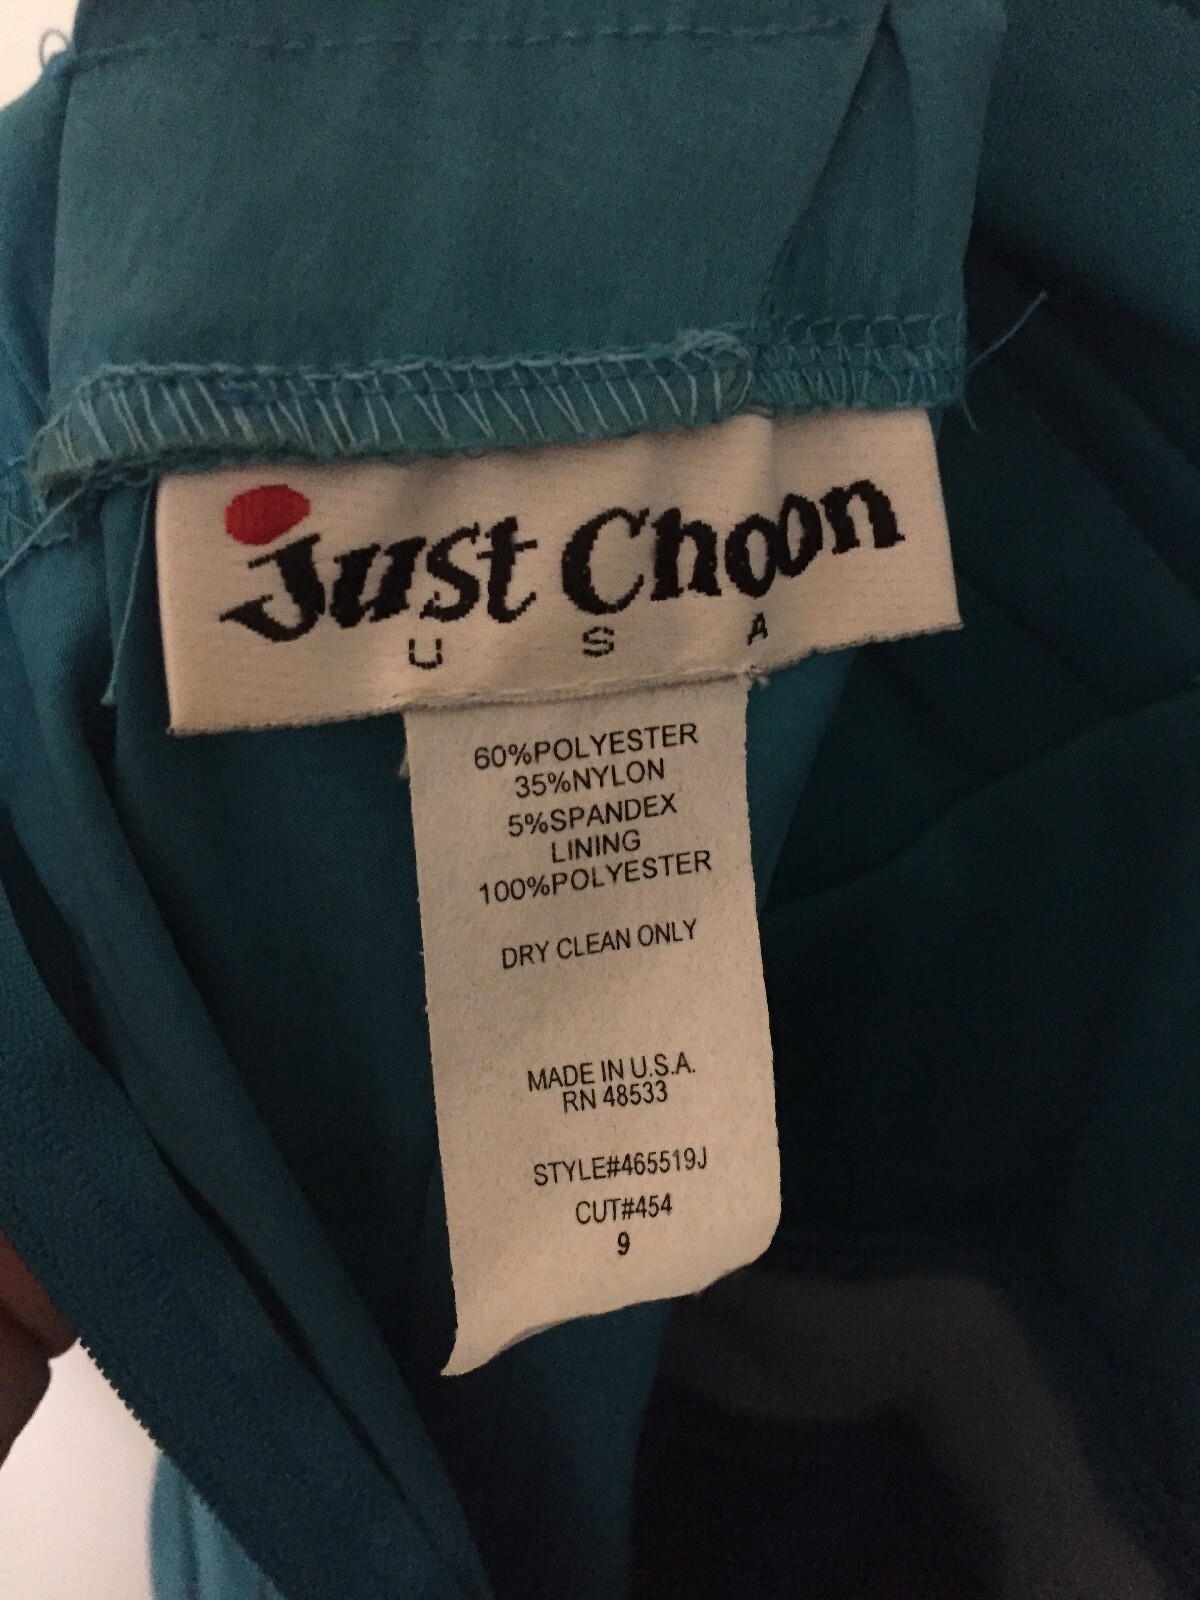 Just Choon
U S A
60%POLYESTER
35%NYLON
5%SPANDEX
LINING
100%POLYESTER
DRY CLEAN ONLY
MADE IN U.S.A.
RN 48533
STYLE#465519J
CUT#454
9